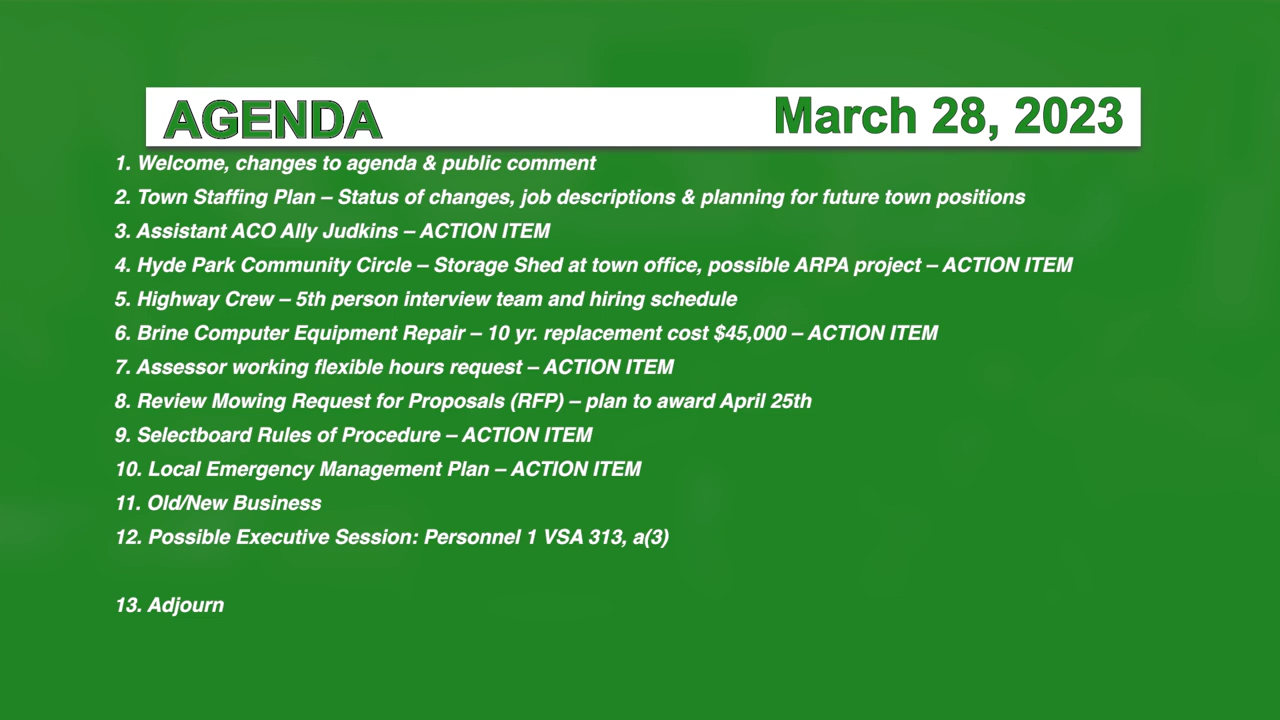 AGENDA
March 28, 2023
1. Welcome, changes to agenda & public comment
2. Town Staffing Plan – Status of changes, job descriptions & planning for future town positions
3. Assistant ACO Ally Judkins – ACTION ITEM
4. Hyde Park Community Circle – Storage Shed at town office, possible ARPA project – ACTION ITEM
5. Highway Crew – 5th person interview team and hiring schedule
6. Brine Computer Equipment Repair – 10 yr. replacement cost $45,000 – ACTION ITEM
7. Assessor working flexible hours request – ACTION ITEM
8. Review Mowing Request for Proposals (RFP) – plan to award April 25th
9. Selectboard Rules of Procedure – ACTION ITEM
10. Local Emergency Management Plan – ACTION ITEM
11. Old/New Business
12. Possible Executive Session: Personnel 1 VSA 313, a(3)
13. Adjourn